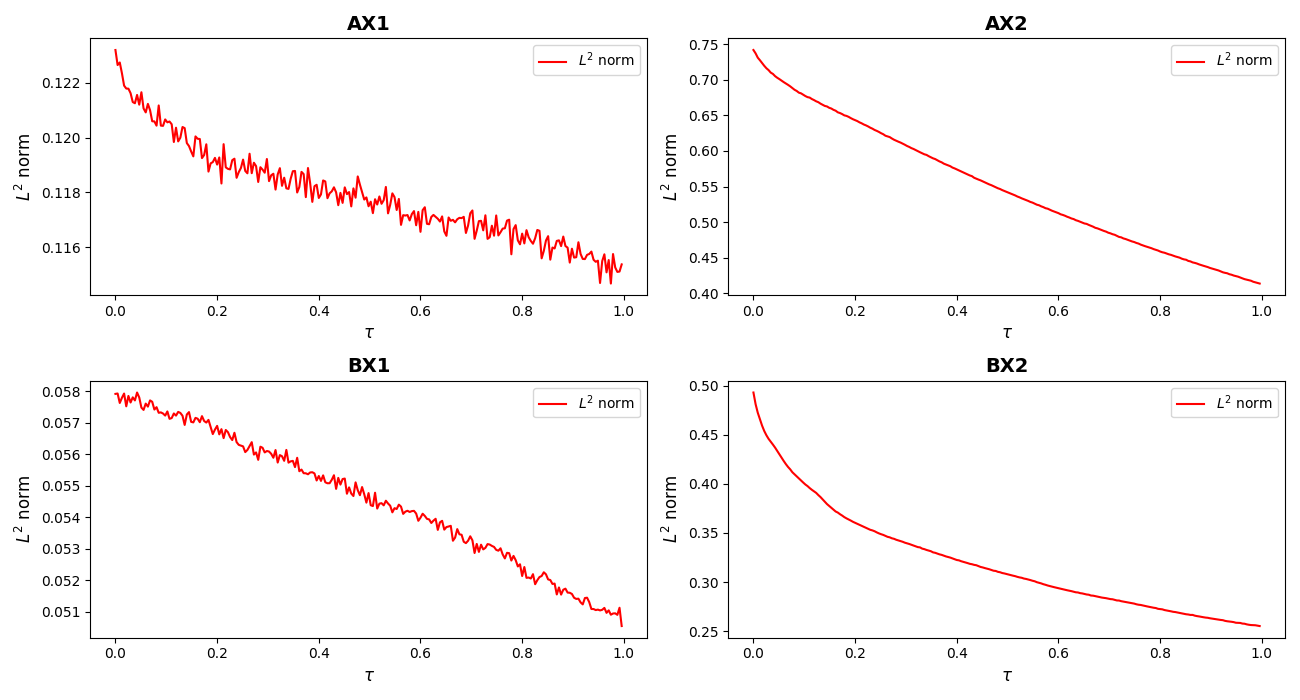 AX1
L² norm
0.122
0.120
0.118
0.116
L² norm
0.0 0.2 0.4 0.6 0.8 1.0
τ
AX2
L² norm
0.75
0.70
0.65
0.60
0.55
0.50
0.45
0.40
L² norm
0.0 0.2 0.4 0.6 0.8 1.0
τ
BX1
L² norm
0.058
0.057
0.056
0.055
0.054
0.053
0.052
0.051
L² norm
0.0 0.2 0.4 0.6 0.8 1.0
τ
BX2
L² norm
0.50
0.45
0.40
0.35
0.30
0.25
L² norm
0.0 0.2 0.4 0.6 0.8 1.0
τ